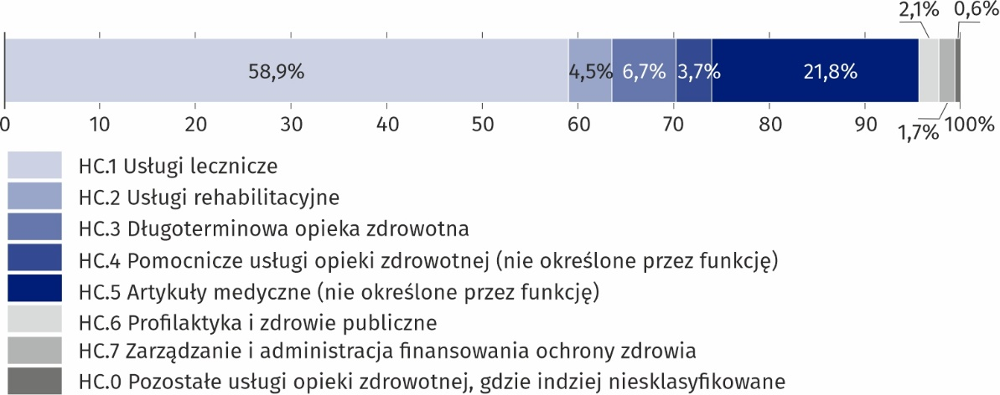 2,1% 0,6%
58,9% 4,5% 6,7% 3,7% 21,8%
0 10 20 30 40 50 60 70 80 90 100%
1,7%
HC.1 Usługi lecznicze
HC.2 Usługi rehabilitacyjne
HC.3 Długoterminowa opieka zdrowotna
HC.4 Pomocnicze usługi opieki zdrowotnej (nie określone przez funkcję)
HC.5 Artykuły medyczne (nie określone przez funkcję)
HC.6 Profilaktyka i zdrowie publiczne
HC.7 Zarządzanie i administracja finansowania ochrony zdrowia
HC.0 Pozostałe usługi opieki zdrowotnej, gdzie indziej niesklasyfikowane